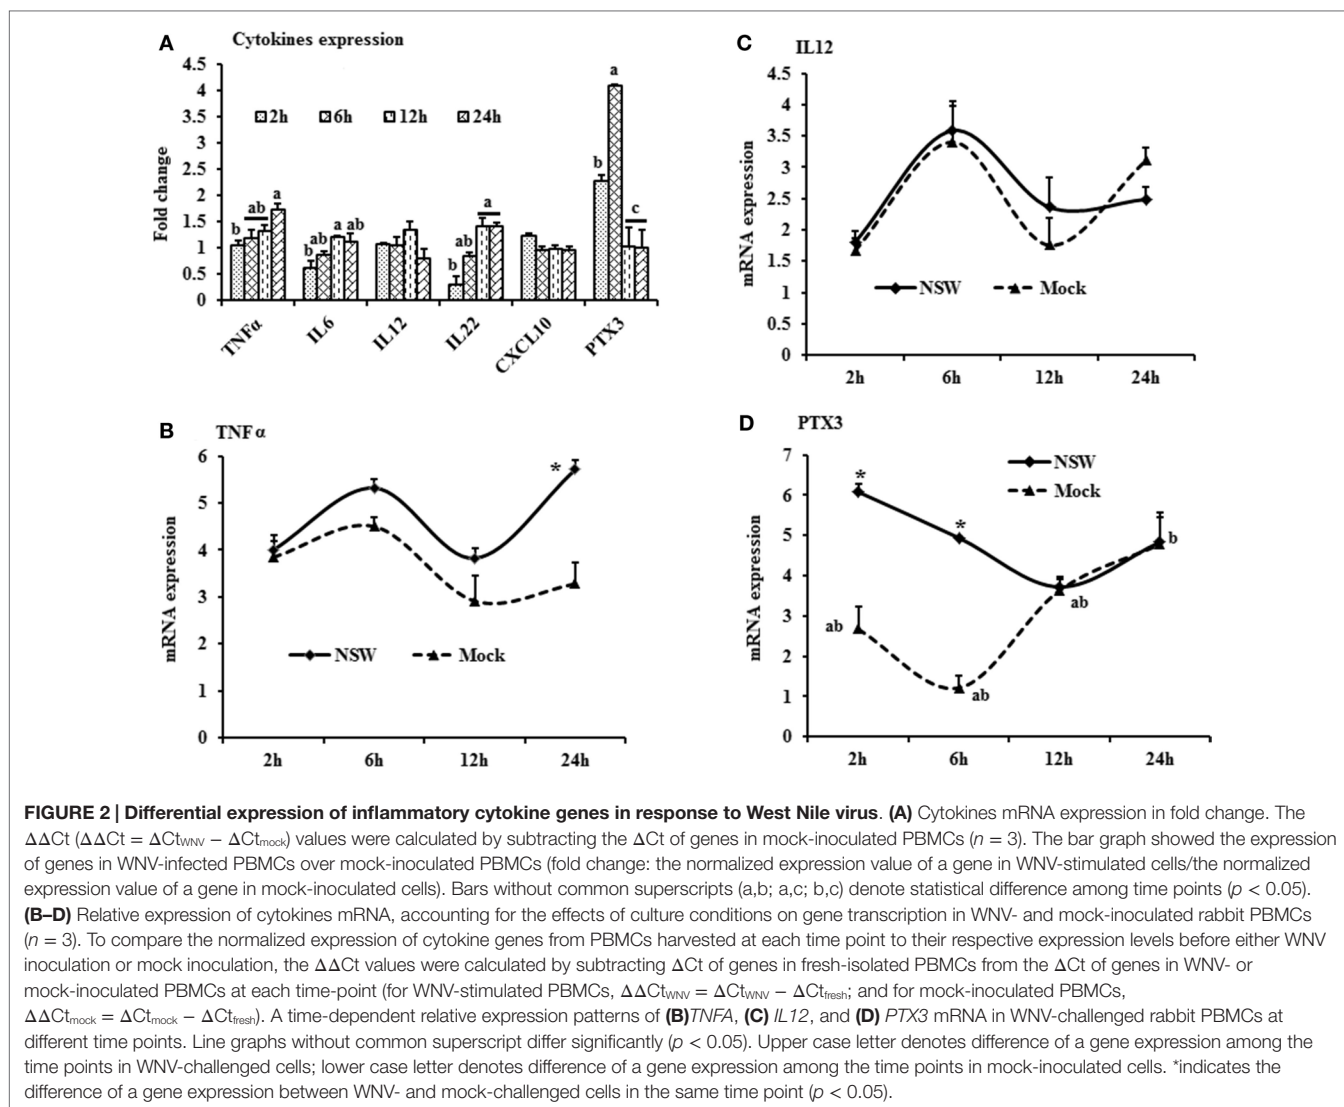 A
Cytokines expression
Fold change
4.5
4
3.5
3
2.5
2
1.5
1
0.5
0
2h 6h 12h 24h
b ab a
b ab a ab
b ab a
b a c
TNFα IL6 IL12 IL22 CXCL10 PTX3
C
IL12
mRNA expression
4.5
4
3.5
3
2.5
2
1.5
1
0.5
0
NSW Mock
2h 6h 12h 24h
B
TNFα
mRNA expression
6
5
4
3
2
1
0
*
NSW Mock
2h 6h 12h 24h
D
PTX3
mRNA expression
7
6
5
4
3
2
1
0
NSW
Mock
* *
ab ab ab b
2h 6h 12h 24h
FIGURE 2 | Differential expression of inflammatory cytokine genes in response to West Nile virus. (A) Cytokines mRNA expression in fold change. The
ΔΔCt (ΔΔCt = ΔCtWNV − ΔCtmock) values were calculated by subtracting the ΔCt of genes in mock-inoculated PBMCs (n = 3). The bar graph showed the expression
of genes in WNV-infected PBMCs over mock-inoculated PBMCs (fold change: the normalized expression value of a gene in WNV-stimulated cells/the normalized
expression value of a gene in mock-inoculated cells). Bars without common superscripts (a,b; a,c; b,c) denote statistical difference among time points (p < 0.05).
(B–D) Relative expression of cytokines mRNA, accounting for the effects of culture conditions on gene transcription in WNV- and mock-inoculated rabbit PBMCs
(n = 3). To compare the normalized expression of cytokine genes from PBMCs harvested at each time point to their respective expression levels before either WNV
inoculation or mock inoculation, the ΔΔCt values were calculated by subtracting ΔCt of genes in fresh-isolated PBMCs from the ΔCt of genes in WNV- or
mock-inoculated PBMCs at each time-point (for WNV-stimulated PBMCs, ΔΔCtWNV = ΔCtWNV − ΔCtfresh; and for mock-inoculated PBMCs,
ΔΔCtmock = ΔCtmock − ΔCtfresh). A time-dependent relative expression patterns of (B)TNFA, (C) IL12, and (D) PTX3 mRNA in WNV-challenged rabbit PBMCs at
different time points. Line graphs without common superscript differ significantly (p < 0.05). Upper case letter denotes difference of a gene expression among the
time points in WNV-challenged cells; lower case letter denotes difference of a gene expression among the time points in mock-inoculated cells. *indicates the
difference of a gene expression between WNV- and mock-challenged cells in the same time point (p < 0.05).